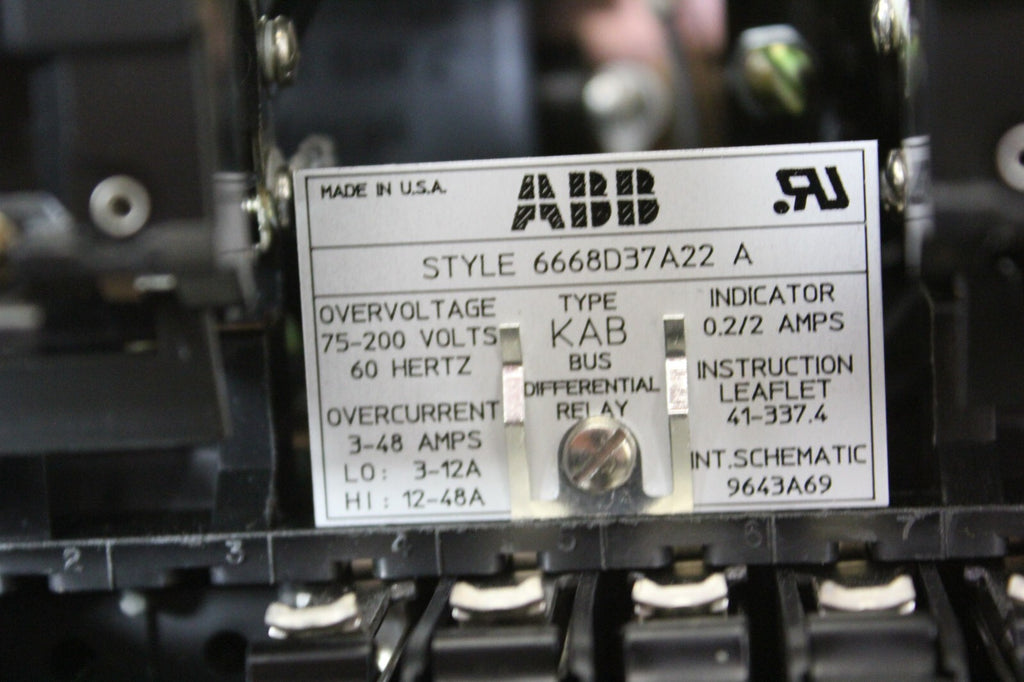 MADE IN U.S.A.
ABB
RU
STYLE 6668D37A22 A
OVERVOLTAGE
75-200 VOLTS
60 HERTZ
OVERCURRENT
3-48 AMPS
LO: 3-12A
HI: 12-48A
TYPE
KAB
BUS
DIFFERENTIAL
RELAY
INDICATOR
0.2/2 AMPS
INSTRUCTION
LEAFLET
41-337.4
INT.SCHEMATIC
9643A69
2 3 4 5 6 7